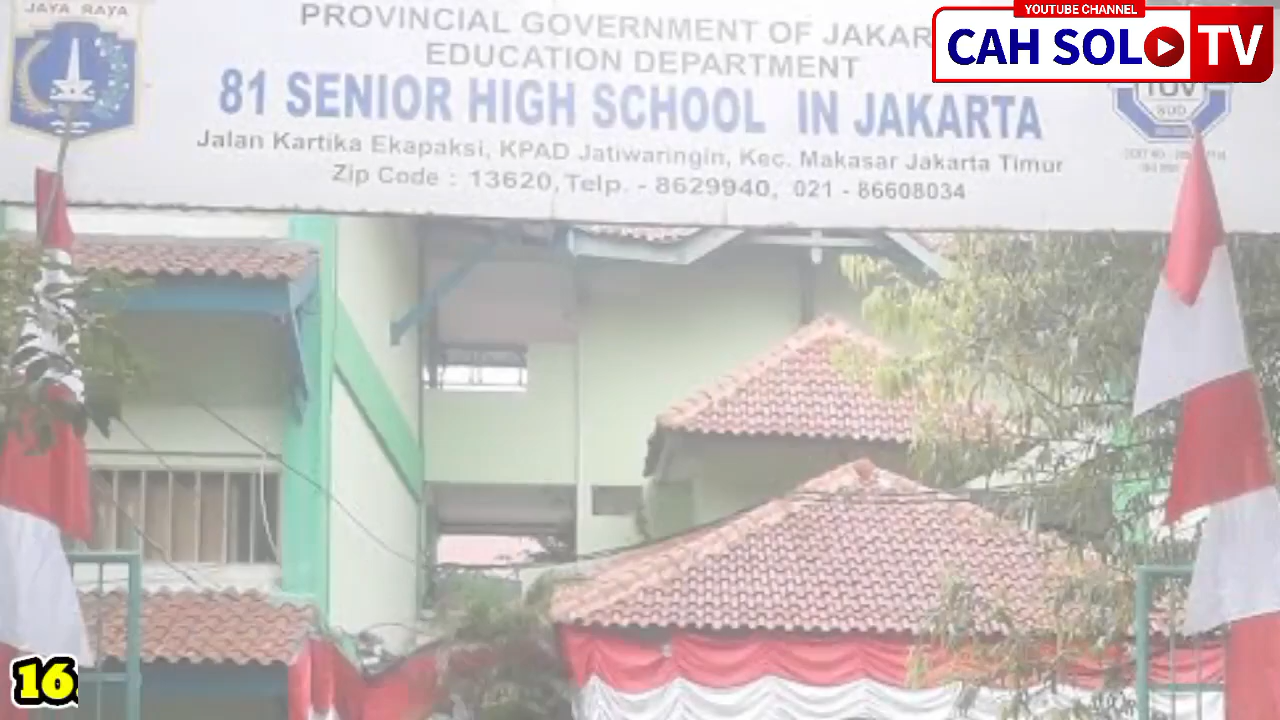 JAYA RAYA
PROVINCIAL GOVERNMENT OF JAKAR
EDUCATION DEPARTMENT
81 SENIOR HIGH SCHOOL IN JAKARTA
Jalan Kartika Ekapaksi, KPAD Jatiwaringin, Kec. Makasar Jakarta Timur
Zip Code : 13620, Telp. - 8629940, 021 - 86608034
YOUTUBE CHANNEL
CAH SOLO TV
TÜV
SUD
16.